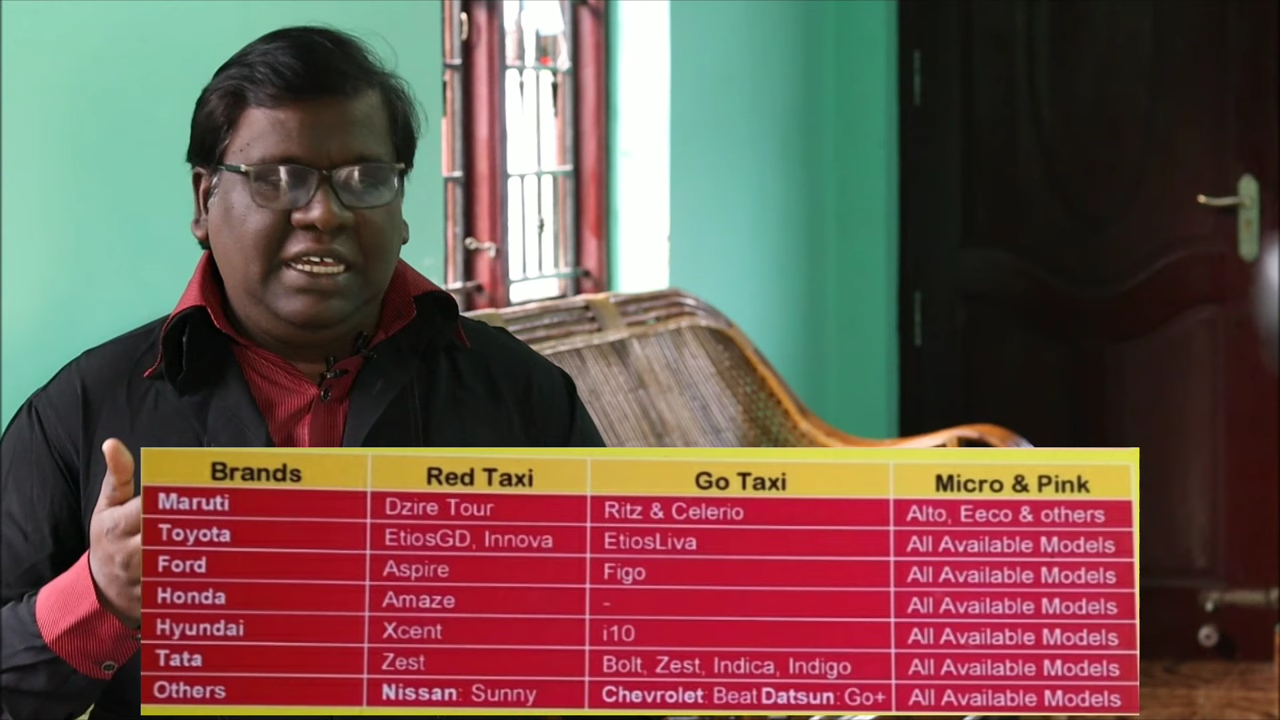 Brands Red Taxi Go Taxi Micro & Pink
Maruti Dzire Tour Ritz & Celerio Alto, Eeco & others
Toyota EtiosGD, Innova EtiosLiva All Available Models
Ford Aspire Figo All Available Models
Honda Amaze - All Available Models
Hyundai Xcent i10 All Available Models
Tata Zest Bolt, Zest, Indica, Indigo All Available Models
Others Nissan: Sunny Chevrolet: Beat Datsun: Go+ All Available Models